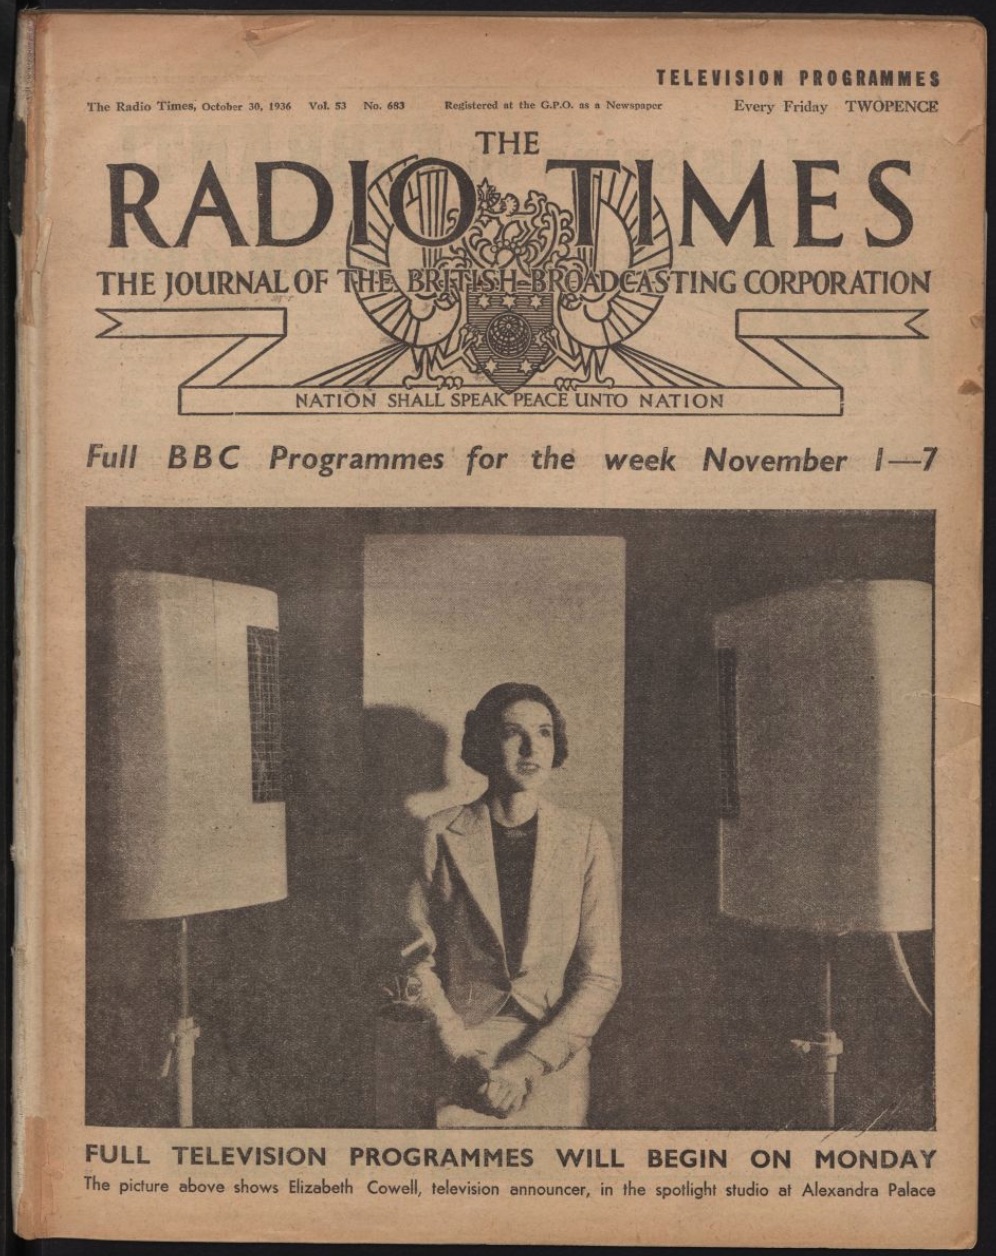 TELEVISION PROGRAMMES
The Radio Times, October 30, 1936 Vol. 53 No. 683 Registered at the G.P.O. as a Newspaper Every Friday TWOPENCE
THE
RADIO TIMES
THE JOURNAL OF THE BRITISH BROADCASTING CORPORATION
NATION SHALL SPEAK PEACE UNTO NATION
Full BBC Programmes for the week November 1—7
FULL TELEVISION PROGRAMMES WILL BEGIN ON MONDAY
The picture above shows Elizabeth Cowell, television announcer, in the spotlight studio at Alexandra Palace